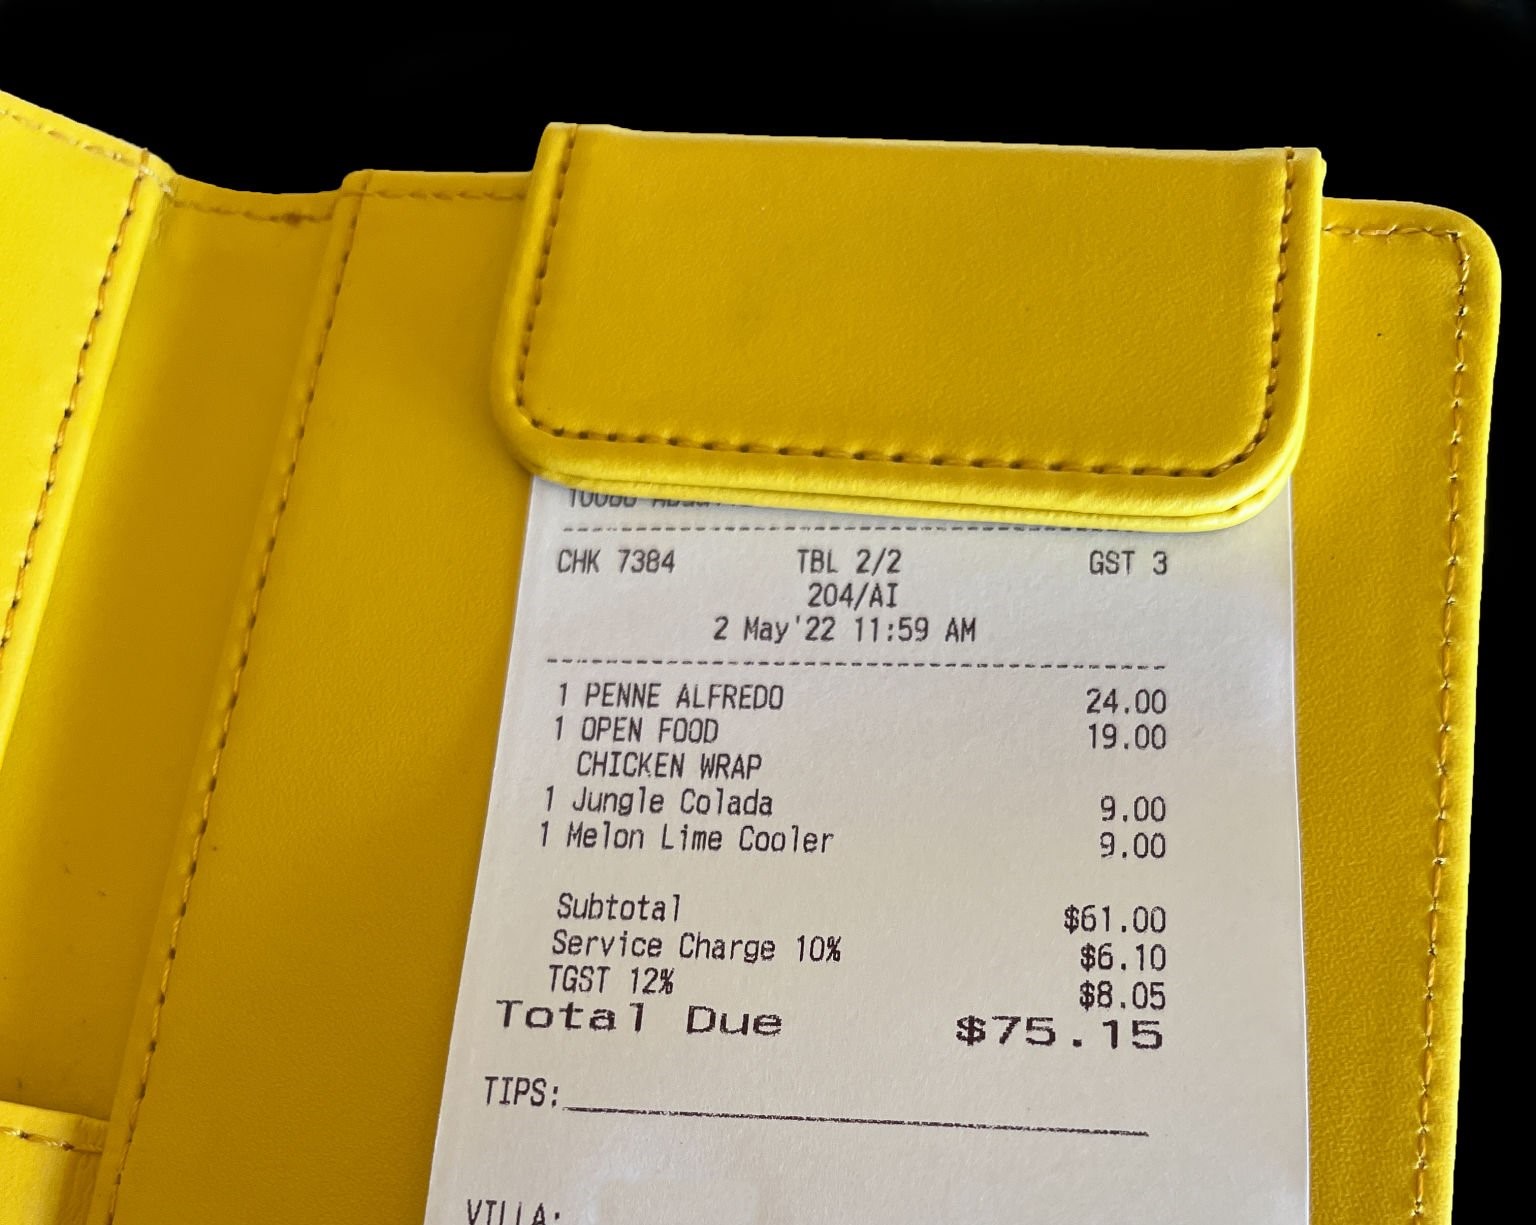 CHK 7384 TBL 2/2 GST 3
204/AI
2 May'22 11:59 AM
1 PENNE ALFREDO 24.00
1 OPEN FOOD 19.00
CHICKEN WRAP
1 Jungle Colada 9.00
1 Melon Lime Cooler 9.00
Subtotal $61.00
Service Charge 10% $6.10
TGST 12% $8.05
Total Due $75.15
TIPS:
VILLA: